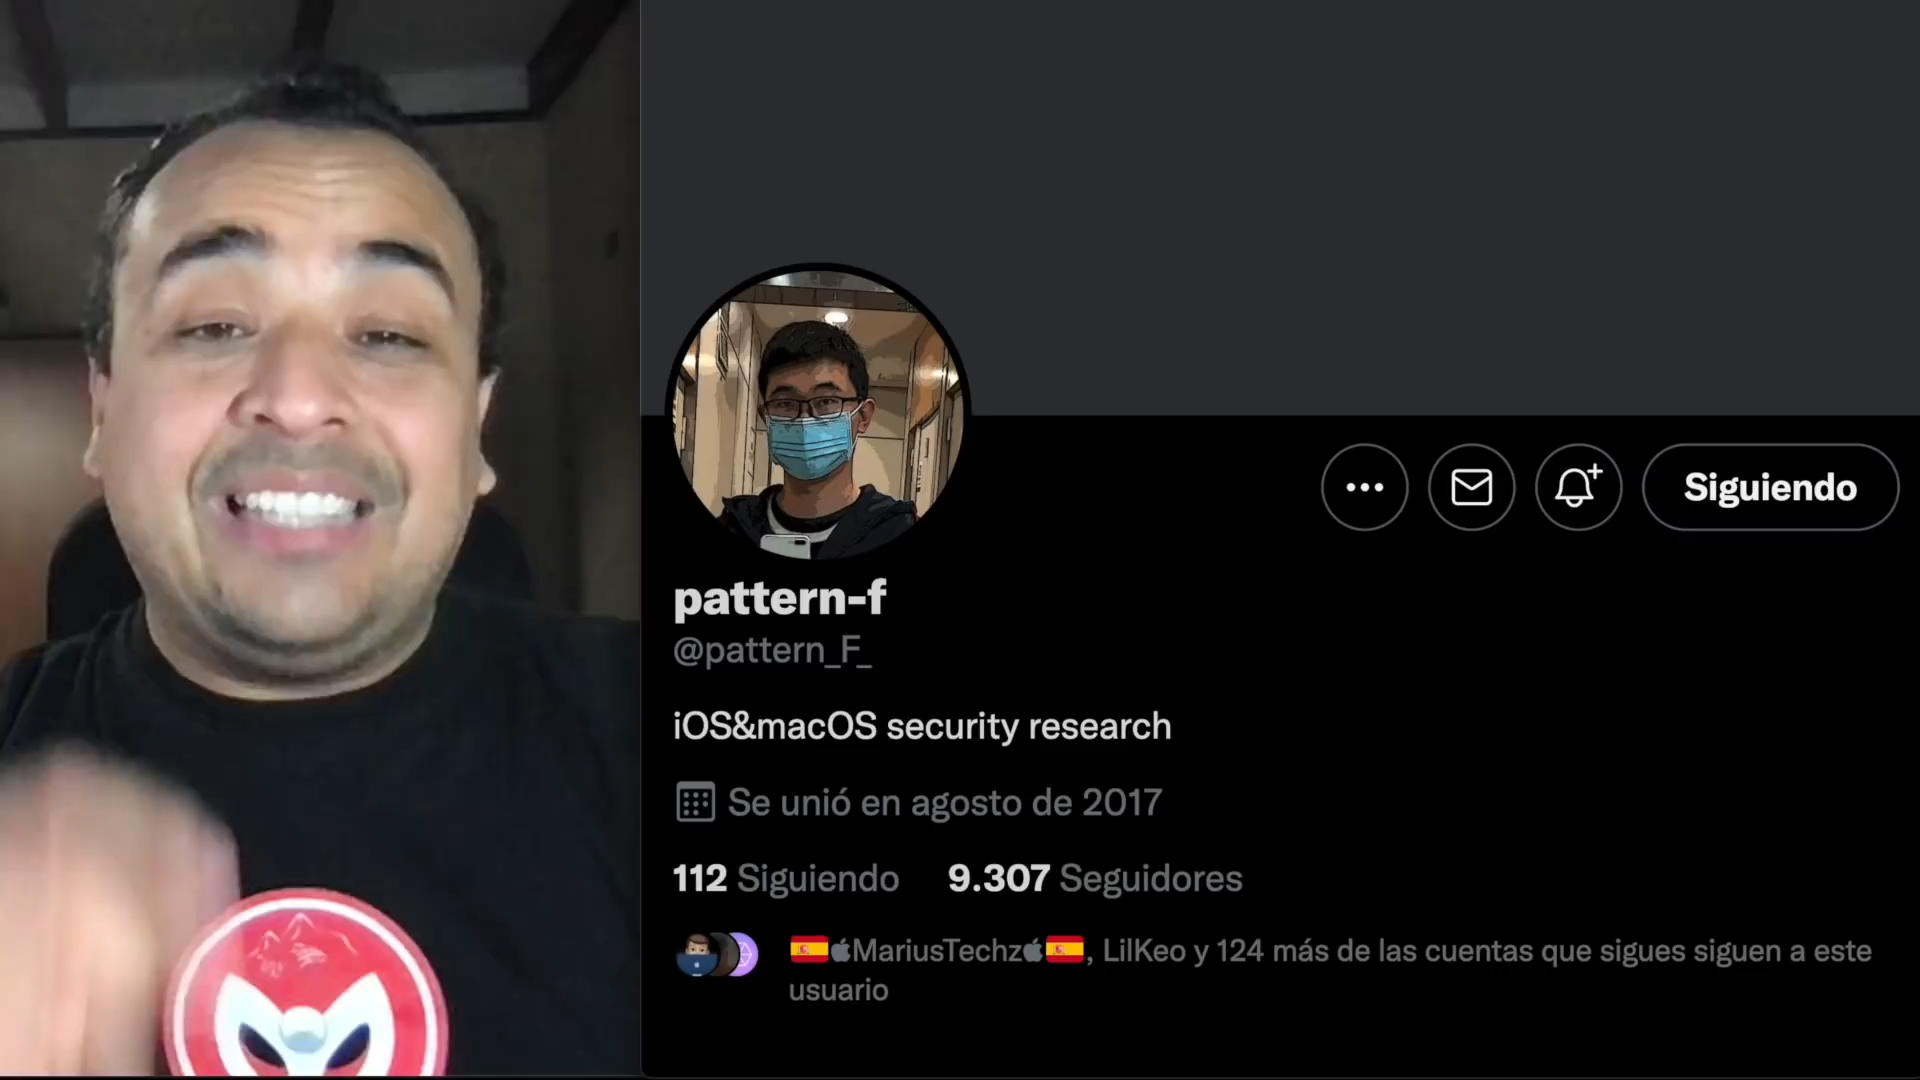 Siguiendo
pattern-f
@pattern_F_
iOS&macOS security research
Se unió en agosto de 2017
112 Siguiendo 9.307 Seguidores
🇪🇸MariusTechz🇪🇸, LilKeo y 124 más de las cuentas que sigues siguen a este
usuario